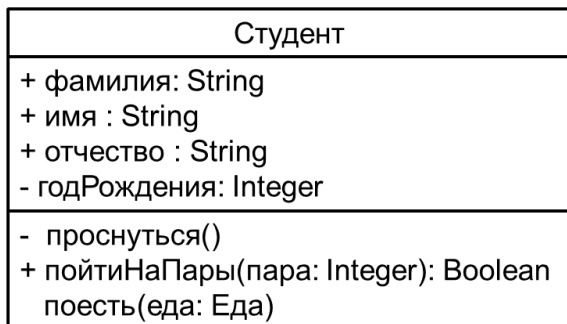 Студент
+ фамилия: String
+ имя : String
+ отчество : String
- годРождения: Integer
- проснуться()
+ пойтиНаПары(пара: Integer): Boolean
поесть(еда: Еда)